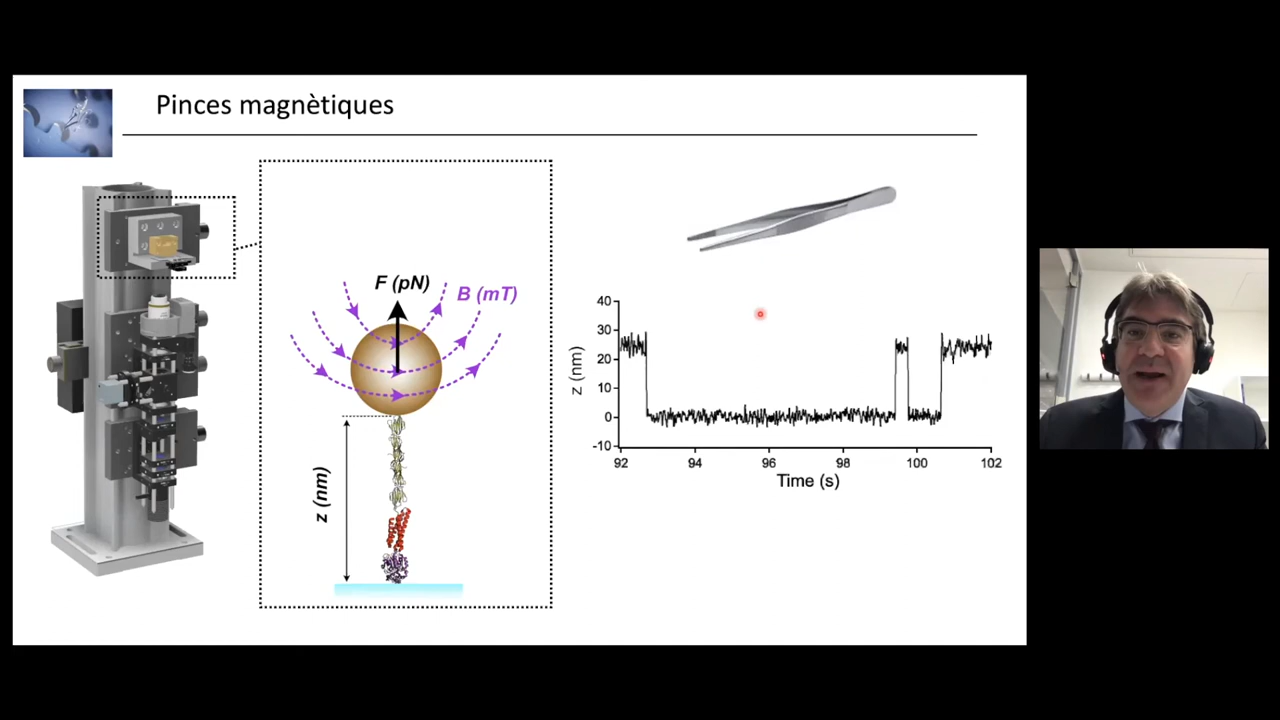 Pinces magnètiques
F (pN)
B (mT)
z (nm)
z (nm)
40
30
20
10
0
-10
92
94
96
98
100
102
Time (s)